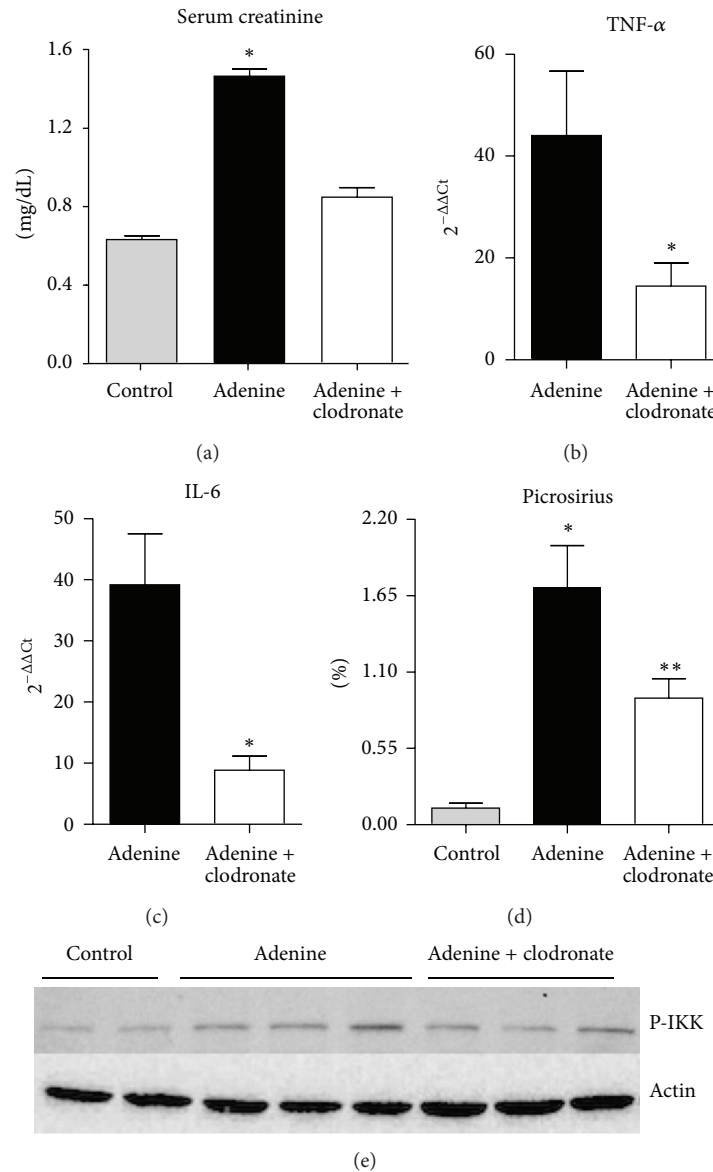 Serum creatinine
1.6
1.2
0.8
0.4
0.0
(mg/dL)
*
Control
Adenine
Adenine +
clodronate
(a)
TNF-α
60
40
20
0
2^−ΔΔCt
*
Adenine
Adenine +
clodronate
(b)
IL-6
50
40
30
20
10
0
2^−ΔΔCt
*
Adenine
Adenine +
clodronate
(c)
Picrosirius
2.20
1.65
1.10
0.55
0.00
(%)
*
**
Control
Adenine
Adenine +
clodronate
(d)
Control
Adenine
Adenine + clodronate
P-IKK
Actin
(e)